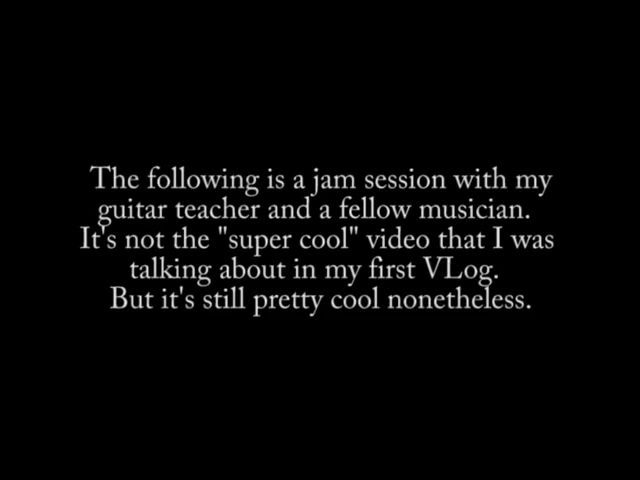 The following is a jam session with my
guitar teacher and a fellow musician.
It's not the "super cool" video that I was
talking about in my first VLog.
But it's still pretty cool nonetheless.